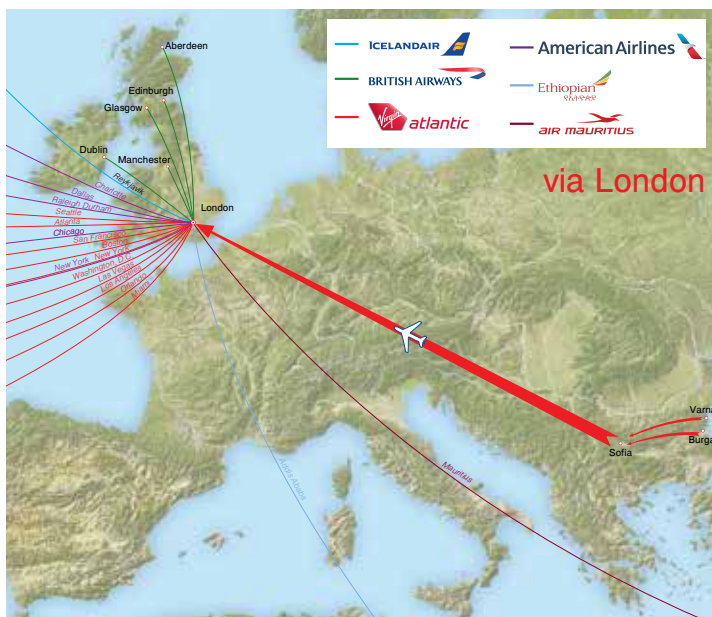 ICELANDAIR
American Airlines
BRITISH AIRWAYS
Ethiopian
የኢትዮጵያ
Virgin atlantic
AIR MAURITIUS
via London
Aberdeen
Edinburgh
Glasgow
Dublin
Manchester
Reykjavik
London
Charlotte
Dallas
Raleigh Durham
Seattle
Atlanta
Chicago
San Francisco
Boston
New York
New York
Washington, D.C.
Las Vegas
Los Angeles
Orlando
Miami
Addis Ababa
Mauritius
Varna
Burga
Sofia